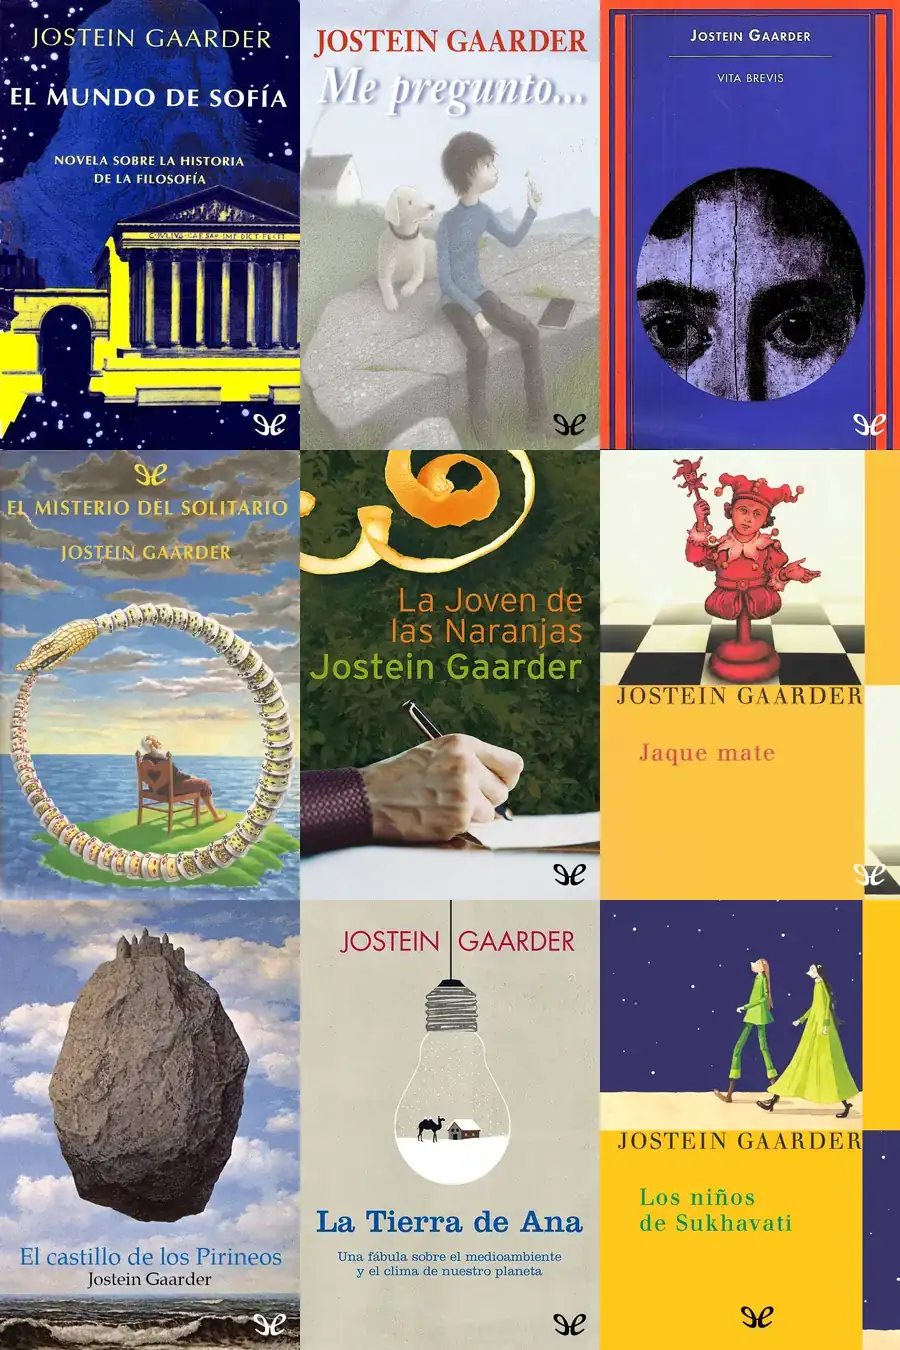 JOSTEIN GAARDER
EL MUNDO DE SOFÍA
NOVELA SOBRE LA HISTORIA
DE LA FILOSOFÍA
JOSTEIN GAARDER
Me pregunto...
JOSTEIN GAARDER
VITA BREVIS
EL MISTERIO DEL SOLITARIO
JOSTEIN GAARDER
La Joven de
las Naranjas
Jostein Gaarder
JOSTEIN GAARDER
Jaque mate
El castillo de los Pirineos
Jostein Gaarder
JOSTEIN GAARDER
La Tierra de Ana
Una fábula sobre el medioambiente
y el clima de nuestro planeta
JOSTEIN GAARDER
Los niños
de Sukhavati